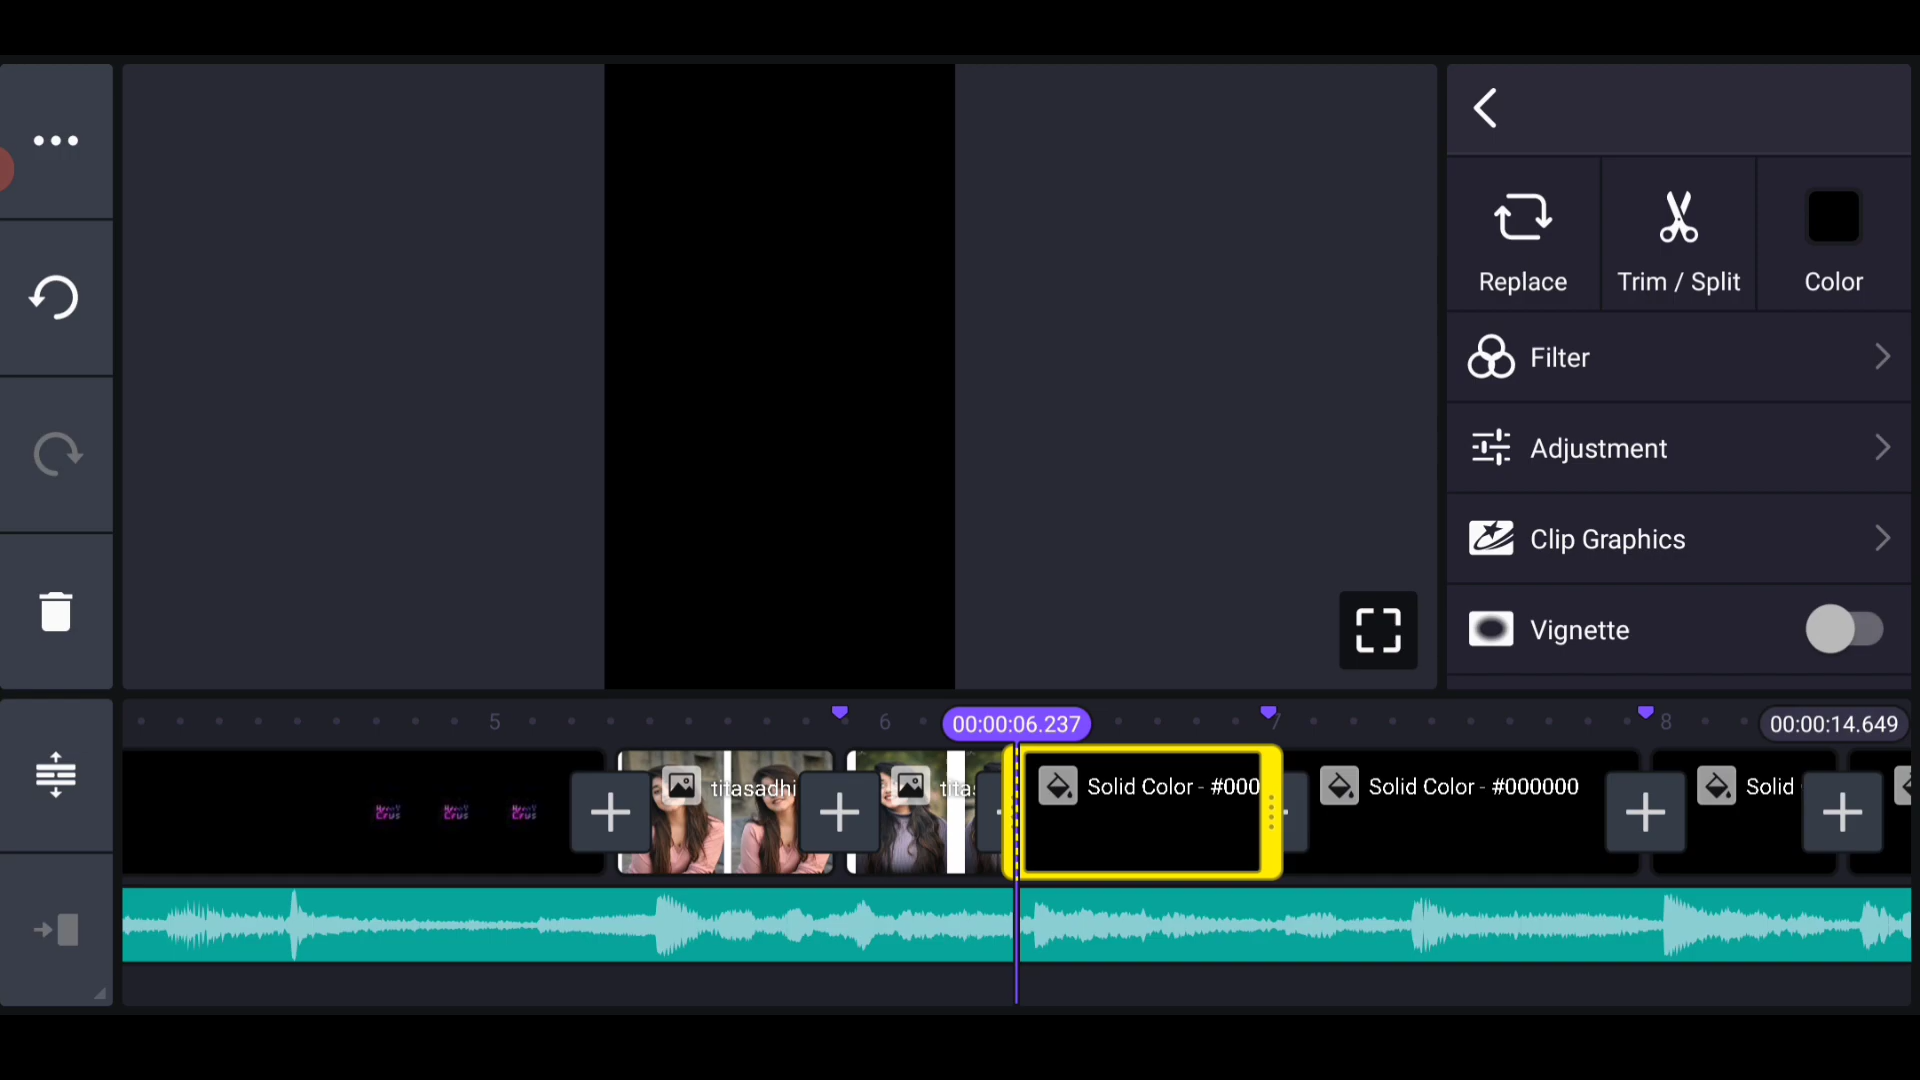 Replace
Trim / Split
Color
Filter
Adjustment
Clip Graphics
Vignette
5
6
00:00:06.237
7
8
00:00:14.649
titasadhi
titas
Solid Color - #000
Solid Color - #000000
Solid